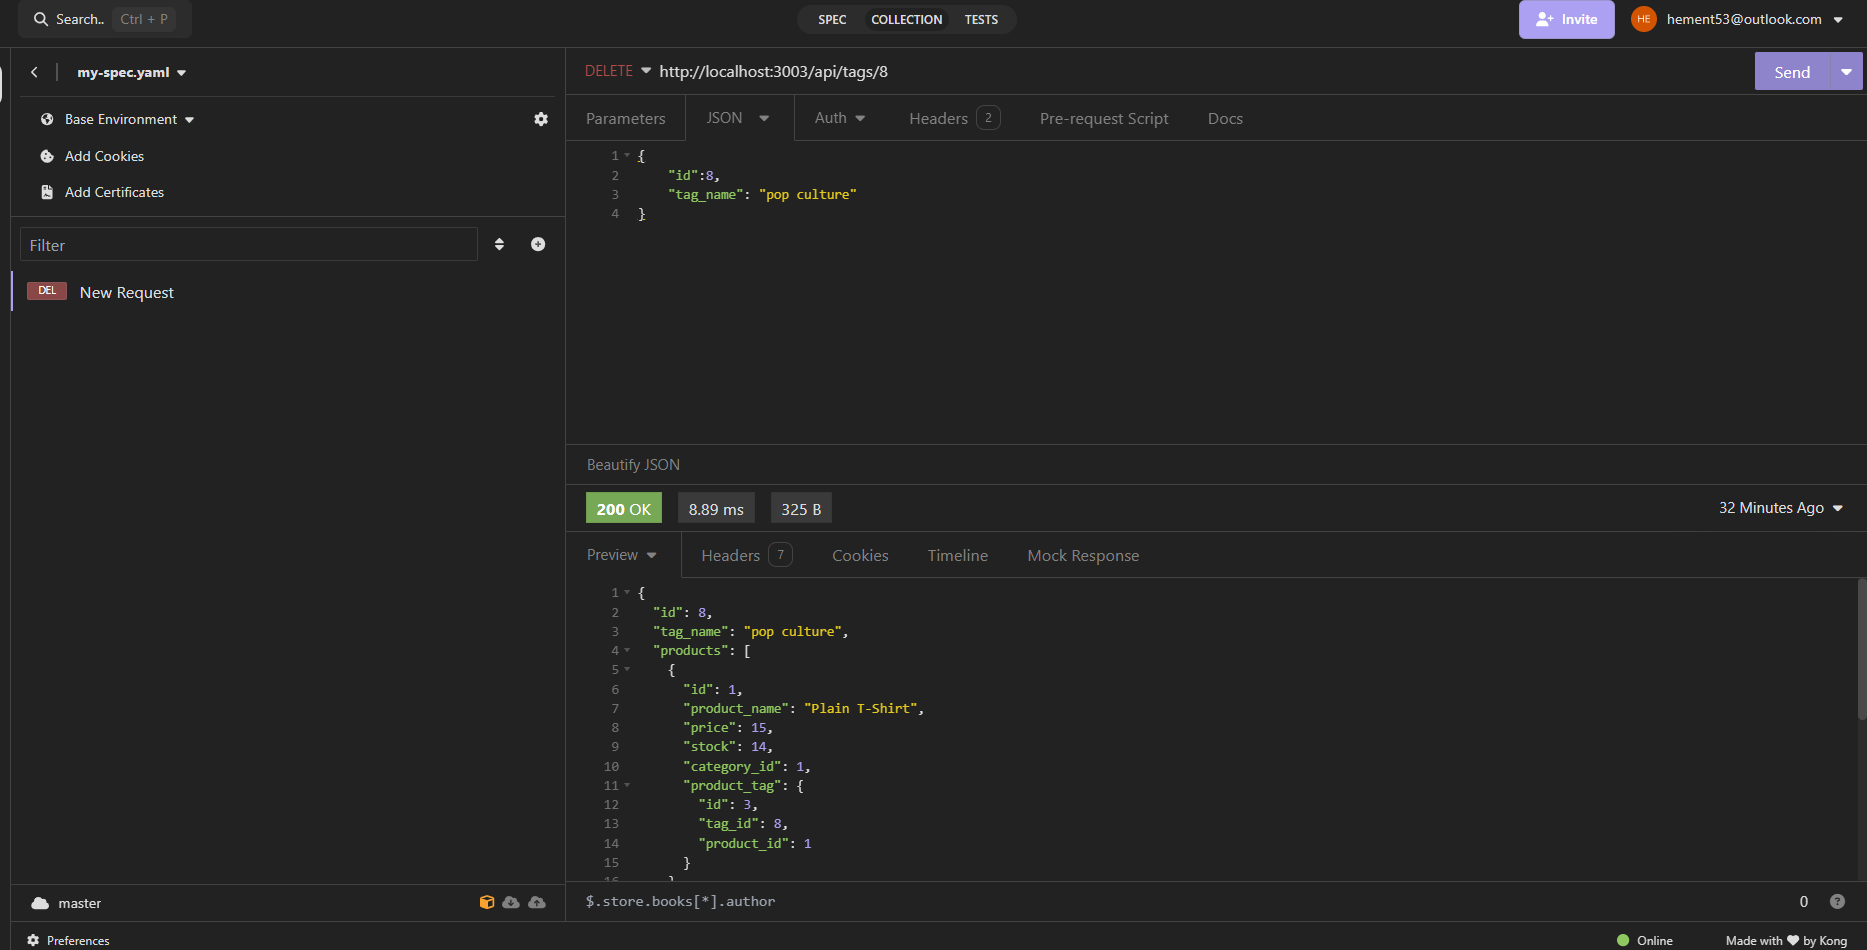 Search.. Ctrl + P
SPEC COLLECTION TESTS
Invite
HE hement53@outlook.com
my-spec.yaml
Base Environment
Add Cookies
Add Certificates
Filter
DEL New Request
master
Preferences
DELETE http://localhost:3003/api/tags/8
Send
Parameters JSON Auth Headers 2 Pre-request Script Docs
1 {
2 "id":8,
3 "tag_name": "pop culture"
4 }
Beautify JSON
200 OK 8.89 ms 325 B
32 Minutes Ago
Preview Headers 7 Cookies Timeline Mock Response
1 {
2 "id": 8,
3 "tag_name": "pop culture",
4 "products": [
5 {
6 "id": 1,
7 "product_name": "Plain T-Shirt",
8 "price": 15,
9 "stock": 14,
10 "category_id": 1,
11 "product_tag": {
12 "id": 3,
13 "tag_id": 8,
14 "product_id": 1
15 }
16 }
$.store.books[*].author
0 ?
Online
Made with ♥ by Kong